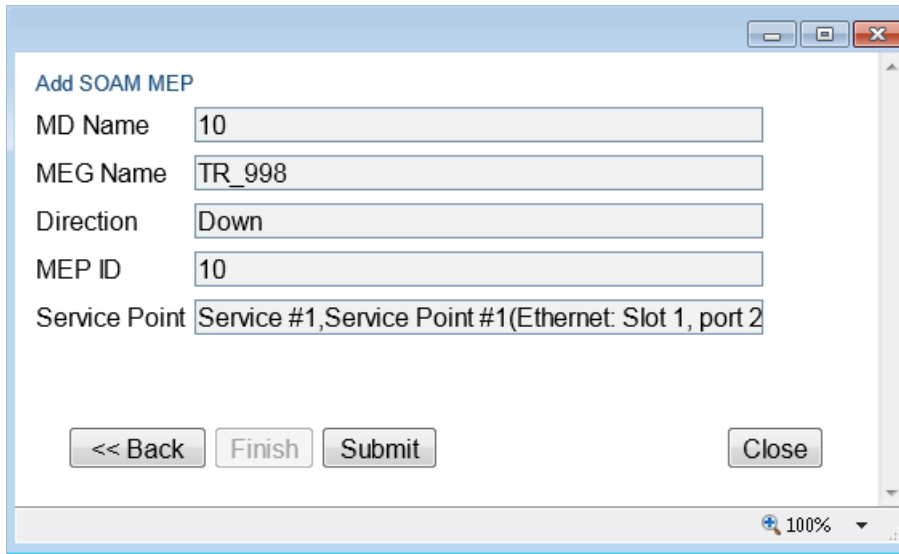 Add SOAM MEP
MD Name 10
MEG Name TR_998
Direction Down
MEP ID 10
Service Point Service #1,Service Point #1(Ethernet: Slot 1, port 2
<< Back Finish Submit Close
100%